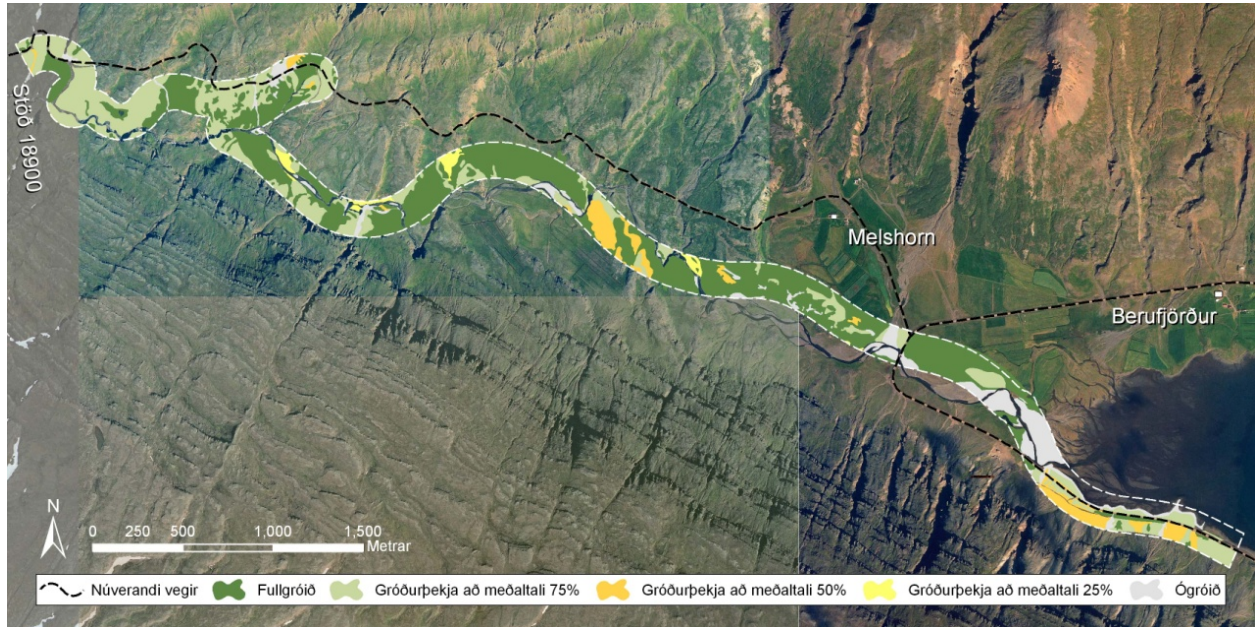 Stöð 18900
Melshorn
Berufjörður
N
0 250 500 1,000 1,500
Metrar
Núverandi vegir Fullgróið Gróðurþekja að meðaltali 75% Gróðurþekja að meðaltali 50% Gróðurþekja að meðaltali 25% Ógróið